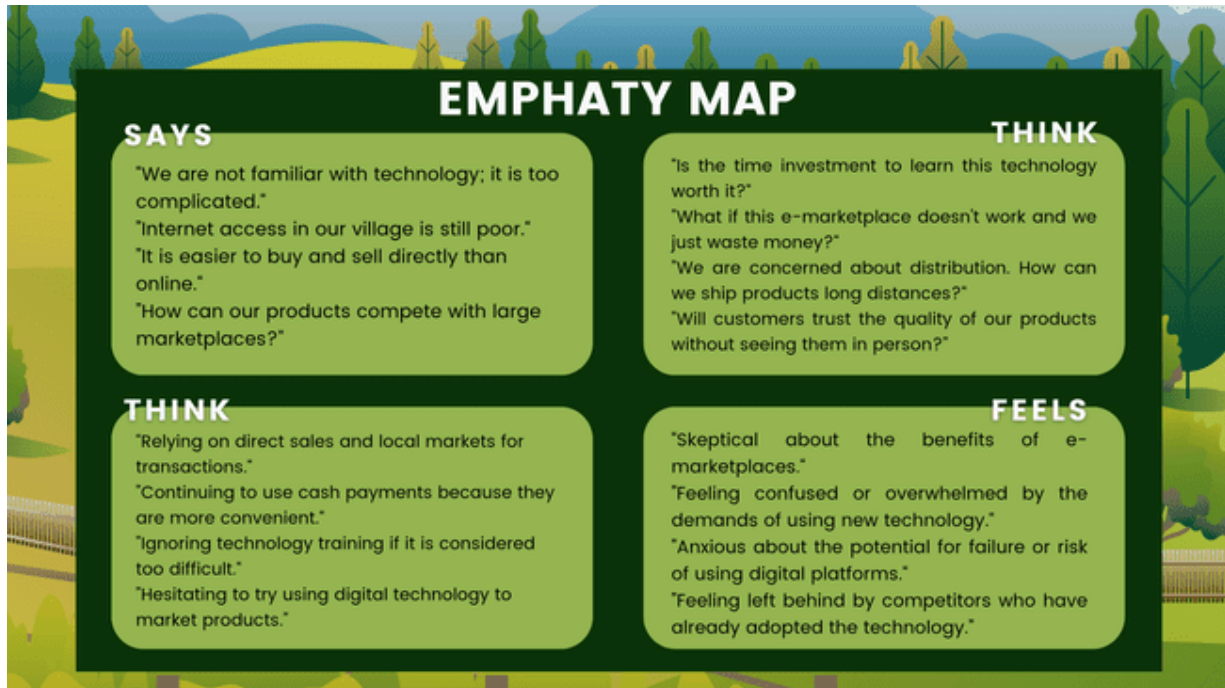 EMPHATY MAP
SAYS
"We are not familiar with technology; it is too
complicated."
"Internet access in our village is still poor."
"It is easier to buy and sell directly than
online."
"How can our products compete with large
marketplaces?"
THINK
"Is the time investment to learn this technology
worth it?"
"What if this e-marketplace doesn't work and we
just waste money?"
"We are concerned about distribution. How can
we ship products long distances?"
"Will customers trust the quality of our products
without seeing them in person?"
THINK
"Relying on direct sales and local markets for
transactions."
"Continuing to use cash payments because they
are more convenient."
"Ignoring technology training if it is considered
too difficult."
"Hesitating to try using digital technology to
market products."
FEELS
"Skeptical about the benefits of e-
marketplaces."
"Feeling confused or overwhelmed by the
demands of using new technology."
"Anxious about the potential for failure or risk
of using digital platforms."
"Feeling left behind by competitors who have
already adopted the technology."